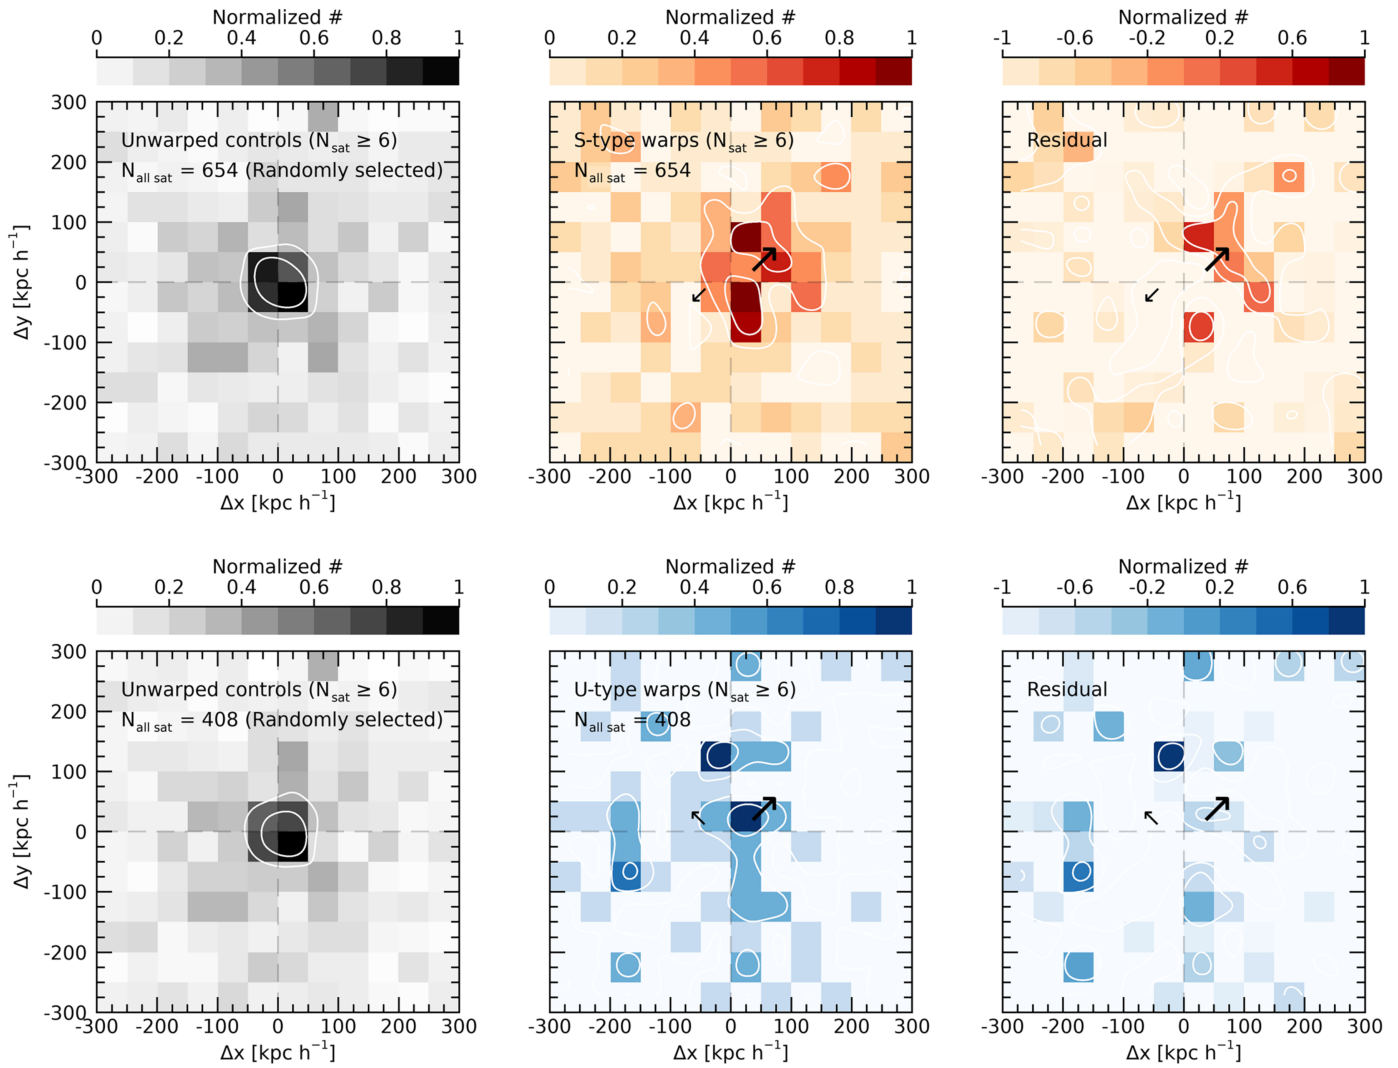 Normalized # Normalized # Normalized #
0 0.2 0.4 0.6 0.8 1 0 0.2 0.4 0.6 0.8 1 -1 -0.6 -0.2 0.2 0.6 1
300
Unwarped controls (Nsat ≥ 6) S-type warps (Nsat ≥ 6) Residual
200
Nall sat = 654 (Randomly selected) Nall sat = 654
100
0
-100
-200
-300
Δy [kpc h−1]
-300 -200 -100 0 100 200 300 -300 -200 -100 0 100 200 300 -300 -200 -100 0 100 200 300
Δx [kpc h−1] Δx [kpc h−1] Δx [kpc h−1]
Normalized # Normalized # Normalized #
0 0.2 0.4 0.6 0.8 1 0 0.2 0.4 0.6 0.8 1 -1 -0.6 -0.2 0.2 0.6 1
300
Unwarped controls (Nsat ≥ 6) U-type warps (Nsat ≥ 6) Residual
200
Nall sat = 408 (Randomly selected) Nall sat = 408
100
0
-100
-200
-300
Δy [kpc h−1]
-300 -200 -100 0 100 200 300 -300 -200 -100 0 100 200 300 -300 -200 -100 0 100 200 300
Δx [kpc h−1] Δx [kpc h−1] Δx [kpc h−1]